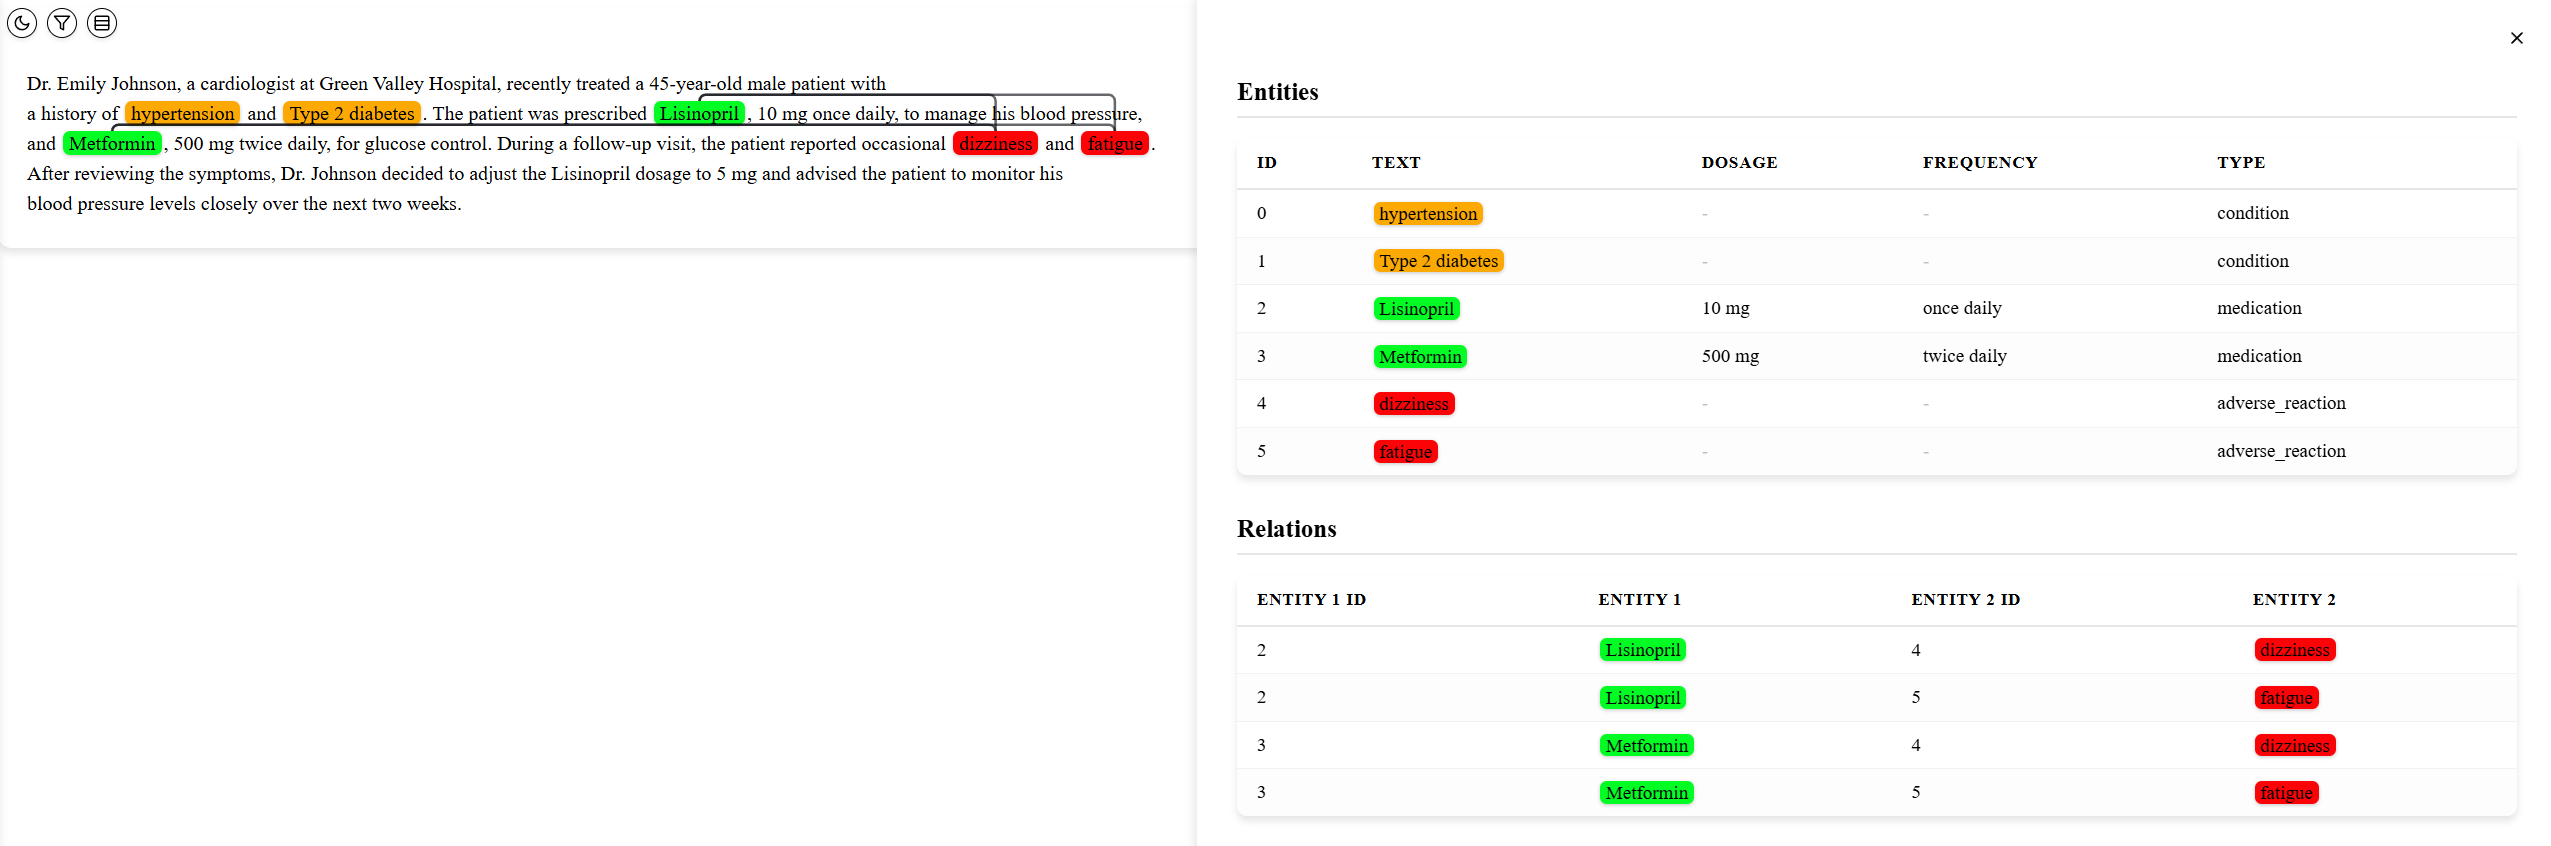 Dr. Emily Johnson, a cardiologist at Green Valley Hospital, recently treated a 45-year-old male patient with
a history of hypertension and Type 2 diabetes. The patient was prescribed Lisinopril, 10 mg once daily, to manage his blood pressure,
and Metformin, 500 mg twice daily, for glucose control. During a follow-up visit, the patient reported occasional dizziness and fatigue.
After reviewing the symptoms, Dr. Johnson decided to adjust the Lisinopril dosage to 5 mg and advised the patient to monitor his
blood pressure levels closely over the next two weeks.
Entities
ID TEXT DOSAGE FREQUENCY TYPE
0 hypertension - - condition
1 Type 2 diabetes - - condition
2 Lisinopril 10 mg once daily medication
3 Metformin 500 mg twice daily medication
4 dizziness - - adverse_reaction
5 fatigue - - adverse_reaction
Relations
ENTITY 1 ID ENTITY 1 ENTITY 2 ID ENTITY 2
2 Lisinopril 4 dizziness
2 Lisinopril 5 fatigue
3 Metformin 4 dizziness
3 Metformin 5 fatigue